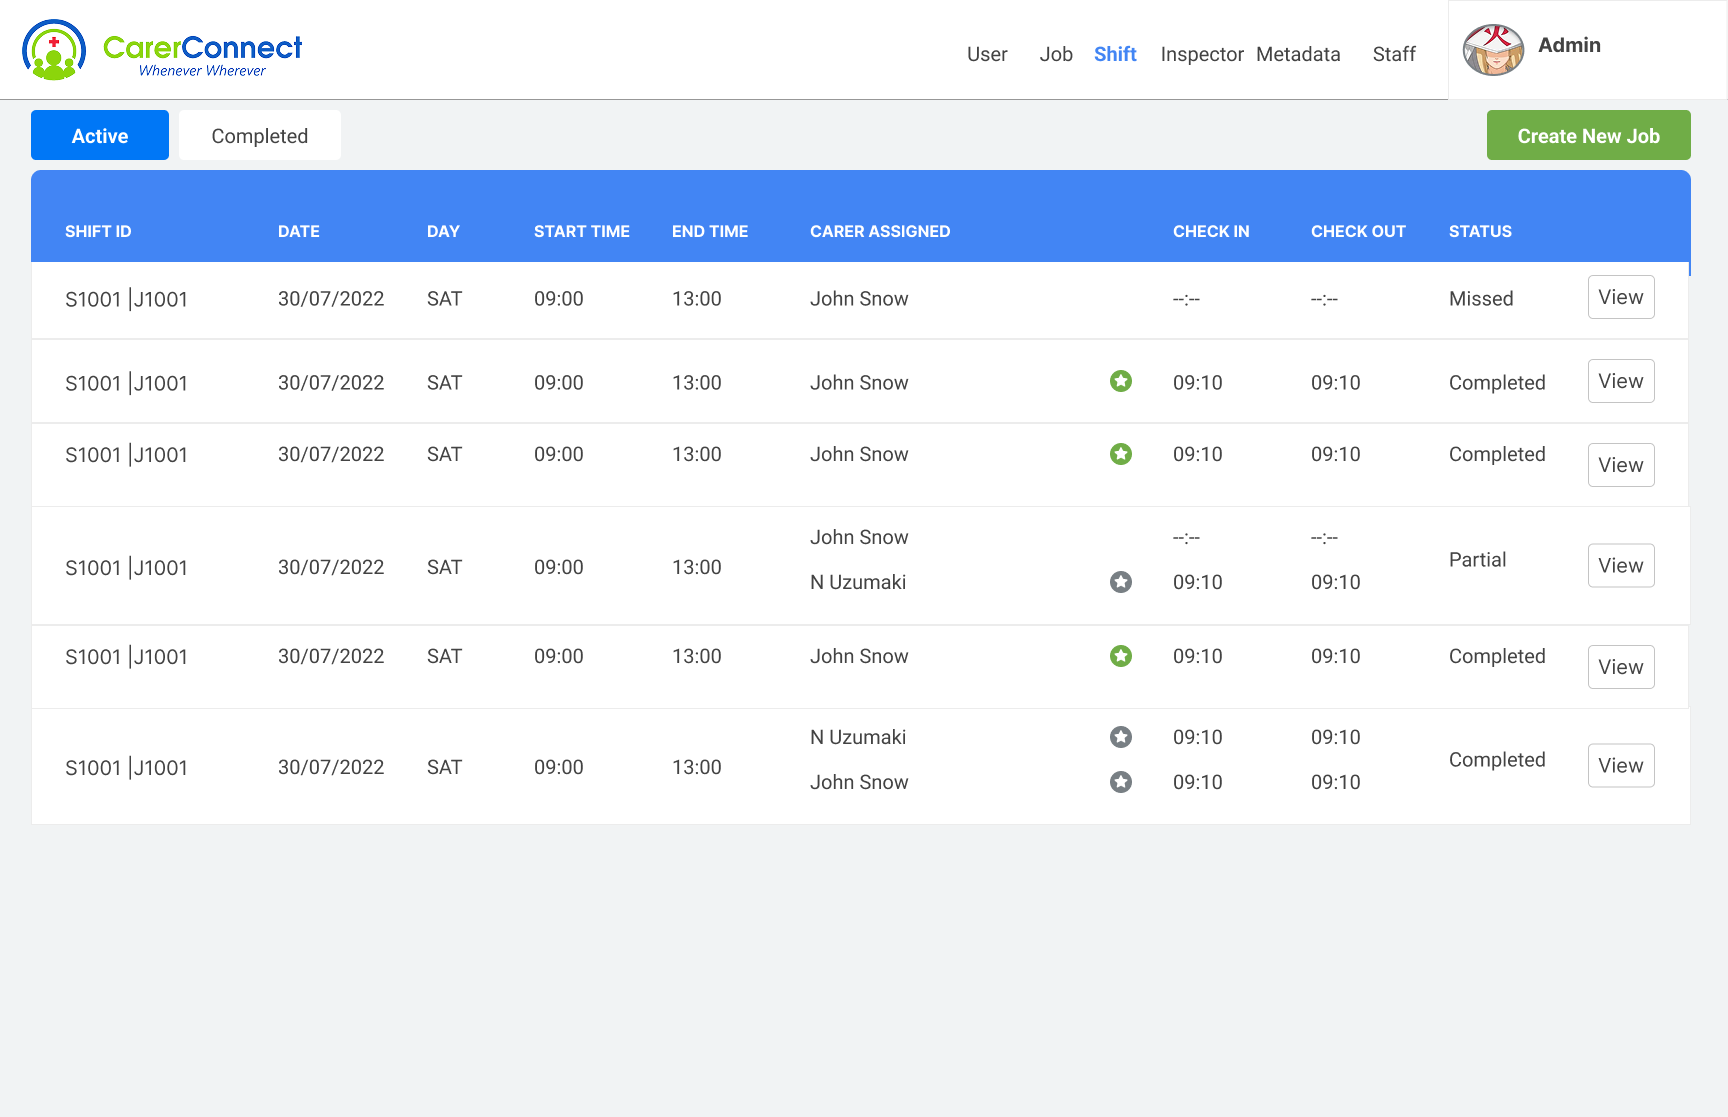 CarerConnect
Whenever Wherever
User Job Shift Inspector Metadata Staff
火
Admin
Active Completed Create New Job
SHIFT ID DATE DAY START TIME END TIME CARER ASSIGNED CHECK IN CHECK OUT STATUS
S1001 |J1001 30/07/2022 SAT 09:00 13:00 John Snow --:-- --:-- Missed View
S1001 |J1001 30/07/2022 SAT 09:00 13:00 John Snow 09:10 09:10 Completed View
S1001 |J1001 30/07/2022 SAT 09:00 13:00 John Snow 09:10 09:10 Completed View
John Snow --:-- --:--
S1001 |J1001 30/07/2022 SAT 09:00 13:00 Partial View
N Uzumaki 09:10 09:10
S1001 |J1001 30/07/2022 SAT 09:00 13:00 John Snow 09:10 09:10 Completed View
N Uzumaki 09:10 09:10
S1001 |J1001 30/07/2022 SAT 09:00 13:00 Completed View
John Snow 09:10 09:10